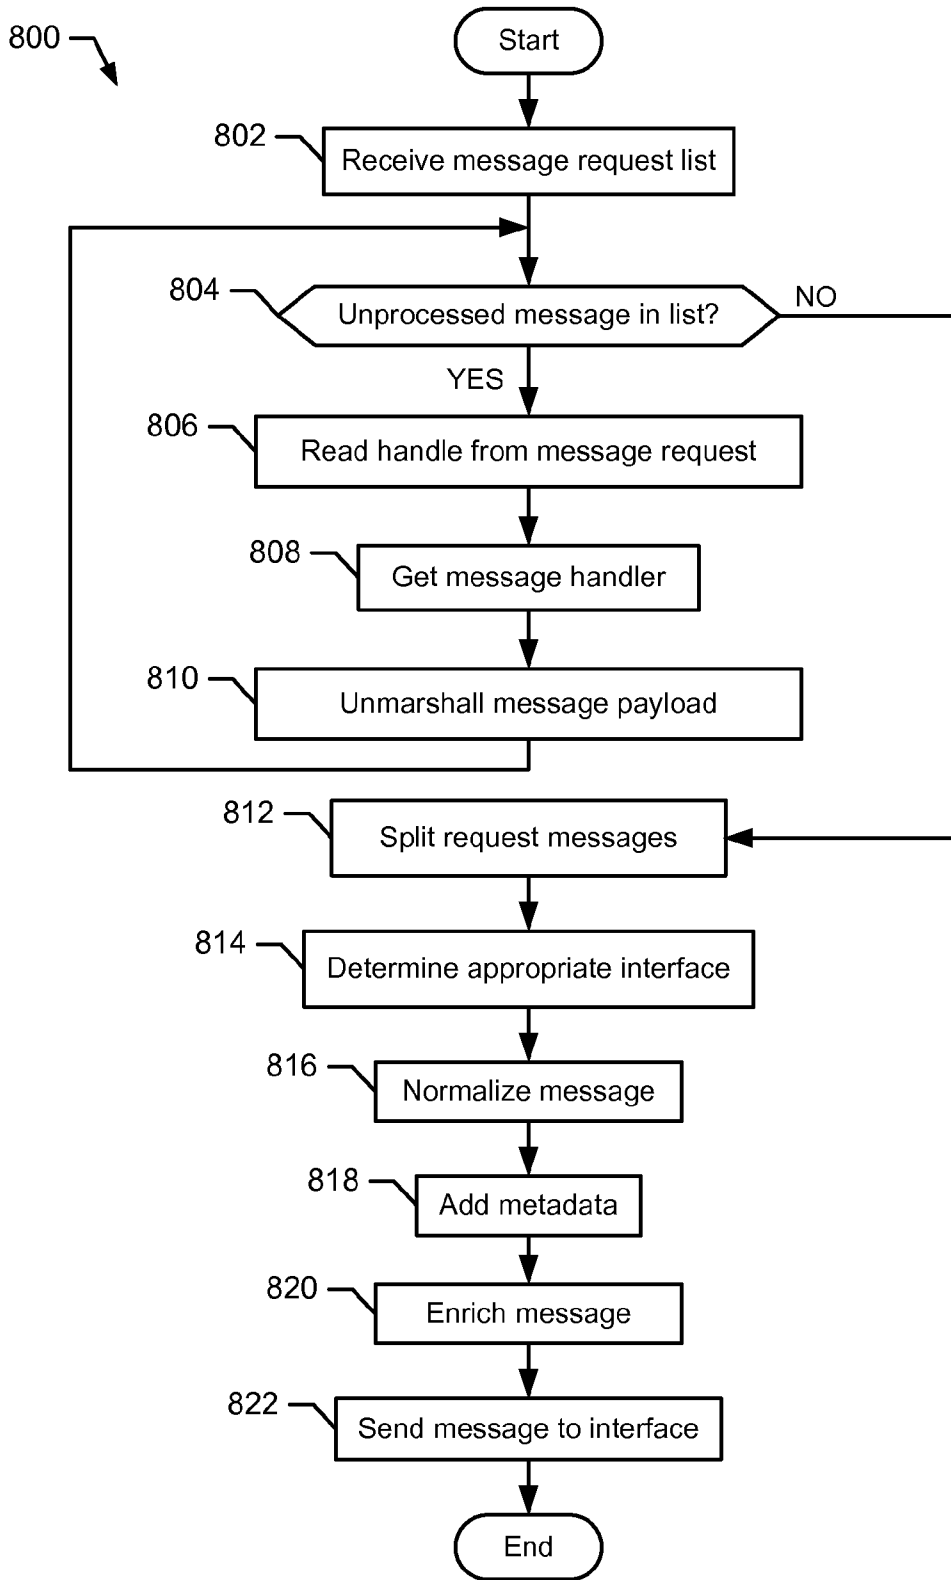 800
Start
802
Receive message request list
804
Unprocessed message in list?
NO
YES
806
Read handle from message request
808
Get message handler
810
Unmarshall message payload
812
Split request messages
814
Determine appropriate interface
816
Normalize message
818
Add metadata
820
Enrich message
822
Send message to interface
End